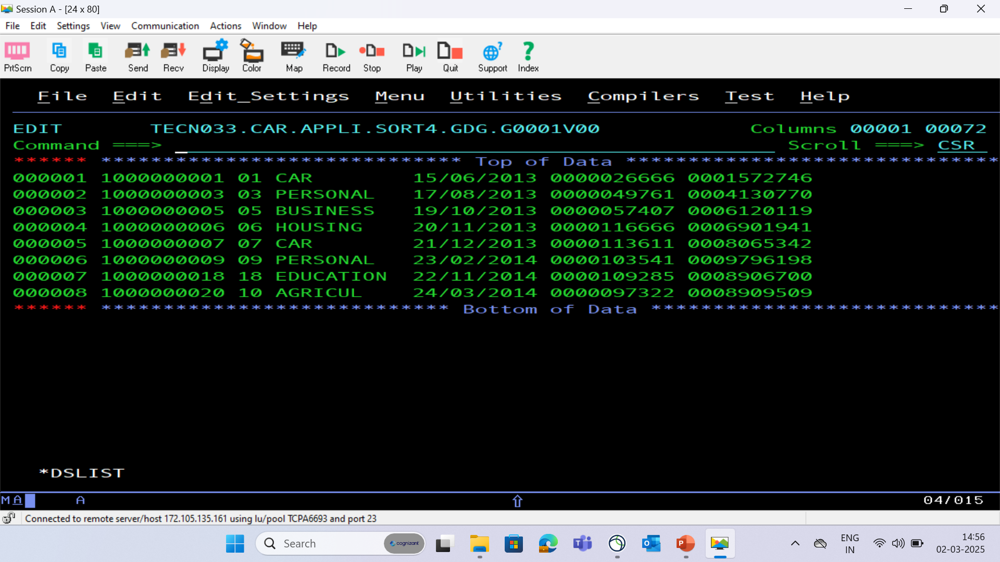 Session A - [24 x 80]
File Edit Settings View Communication Actions Window Help
PrtScrn Copy Paste Send Recv Display Color Map Record Stop Play Quit Support Index
File Edit Edit_Settings Menu Utilities Compilers Test Help
EDIT TECN033.CAR.APPLI.SORT4.GDG.G0001V00 Columns 00001 00072
Command ===> Scroll ===> CSR
****** ***************************** Top of Data ******************************
000001 1000000001 01 CAR 15/06/2013 0000026666 0001572746
000002 1000000003 03 PERSONAL 17/08/2013 0000049761 0004130770
000003 1000000005 05 BUSINESS 19/10/2013 0000057407 0006120119
000004 1000000006 06 HOUSING 20/11/2013 0000116666 0006901941
000005 1000000007 07 CAR 21/12/2013 0000113611 0008065342
000006 1000000009 09 PERSONAL 23/02/2014 0000103541 0009796198
000007 1000000018 18 EDUCATION 22/11/2014 0000109285 0008906700
000008 1000000020 10 AGRICUL 24/03/2014 0000097322 0008909509
****** **************************** Bottom of Data ****************************
*DSLIST
MA A 04/015
Connected to remote server/host 172.105.135.161 using lu/pool TCPA6693 and port 23
Search cognizant ENG 14:56
IN 02-03-2025